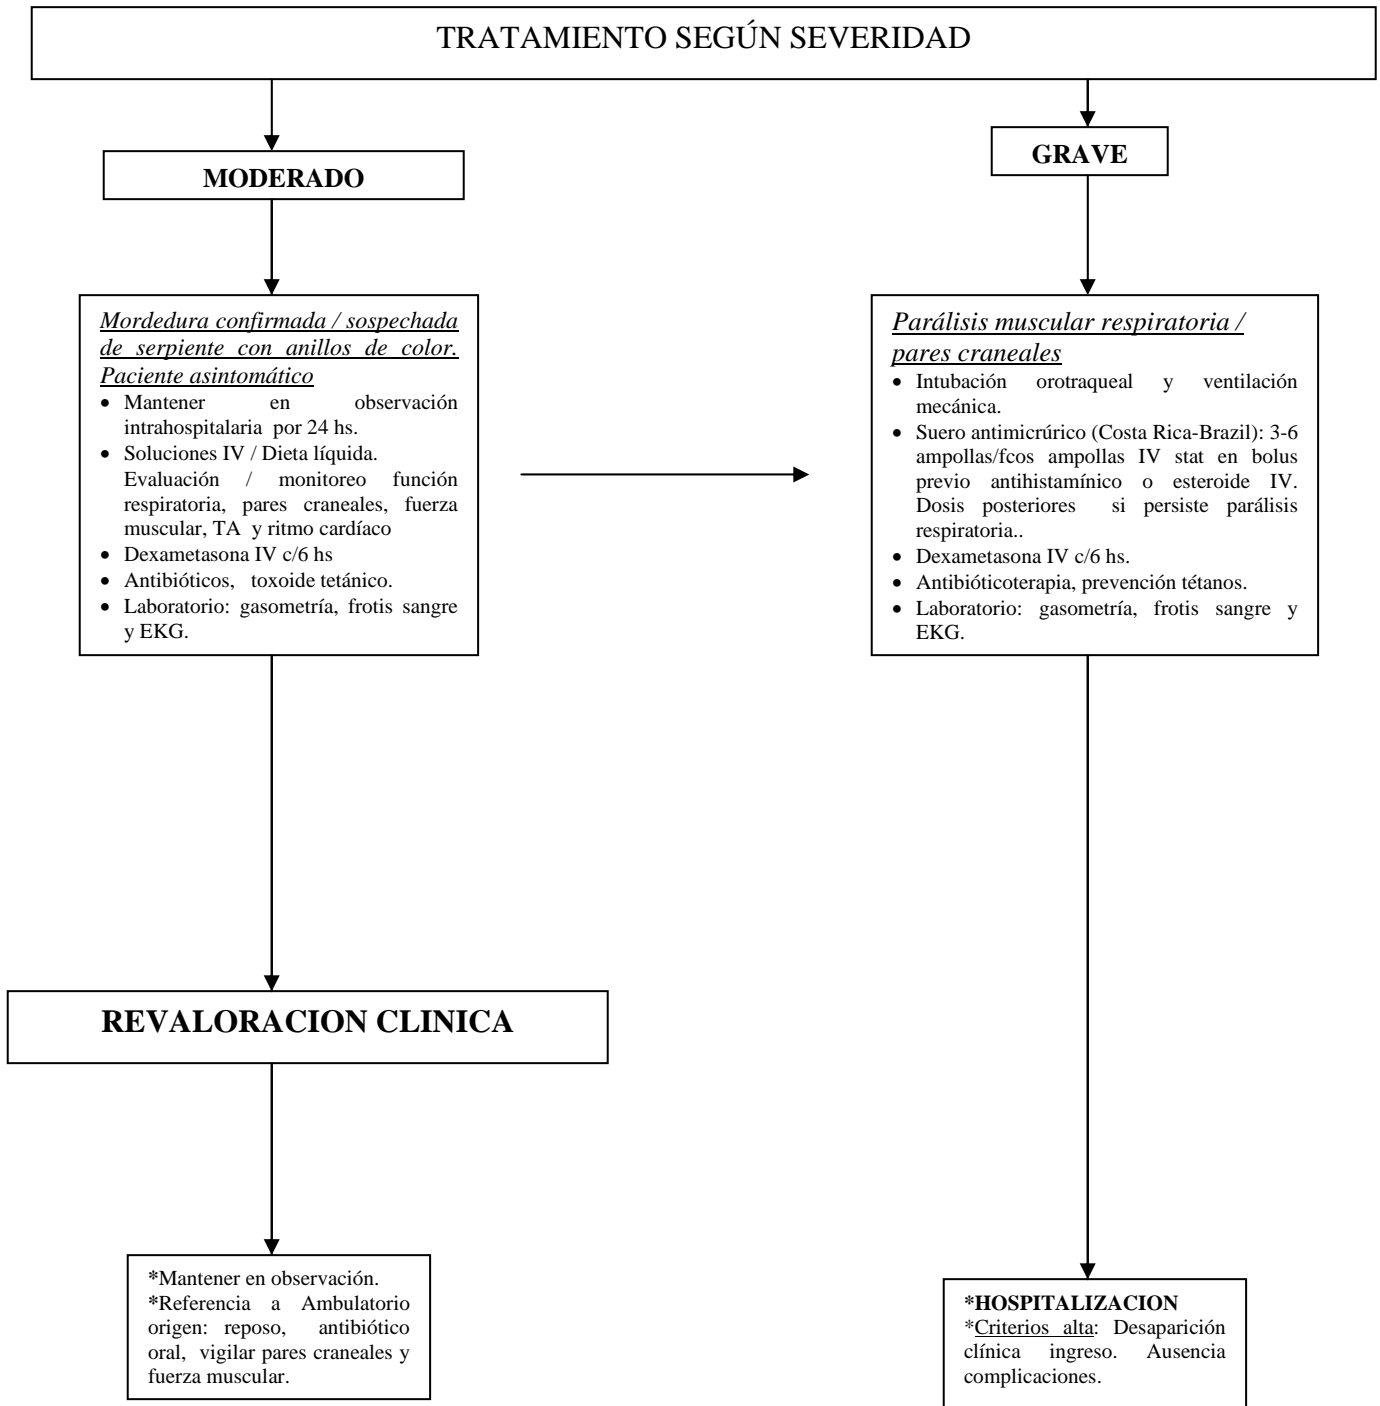 TRATAMIENTO SEGÚN SEVERIDAD
MODERADO
GRAVE
Mordedura confirmada / sospechada
de serpiente con anillos de color.
Paciente asintomático
• Mantener en observación
intrahospitalaria por 24 hs.
• Soluciones IV / Dieta líquida.
Evaluación / monitoreo función
respiratoria, pares craneales, fuerza
muscular, TA y ritmo cardíaco
• Dexametasona IV c/6 hs
• Antibióticos, toxoide tetánico.
• Laboratorio: gasometría, frotis sangre
y EKG.
Parálisis muscular respiratoria /
pares craneales
• Intubación orotraqueal y ventilación
mecánica.
• Suero antimicrúrico (Costa Rica-Brazil): 3-6
ampollas/fcos ampollas IV stat en bolus
previo antihistamínico o esteroide IV.
Dosis posteriores si persiste parálisis
respiratoria..
• Dexametasona IV c/6 hs.
• Antibióticoterapia, prevención tétanos.
• Laboratorio: gasometría, frotis sangre y
EKG.
REVALORACION CLINICA
*Mantener en observación.
*Referencia a Ambulatorio
origen: reposo, antibiótico
oral, vigilar pares craneales y
fuerza muscular.
*HOSPITALIZACION
*Criterios alta: Desaparición
clínica ingreso. Ausencia
complicaciones.